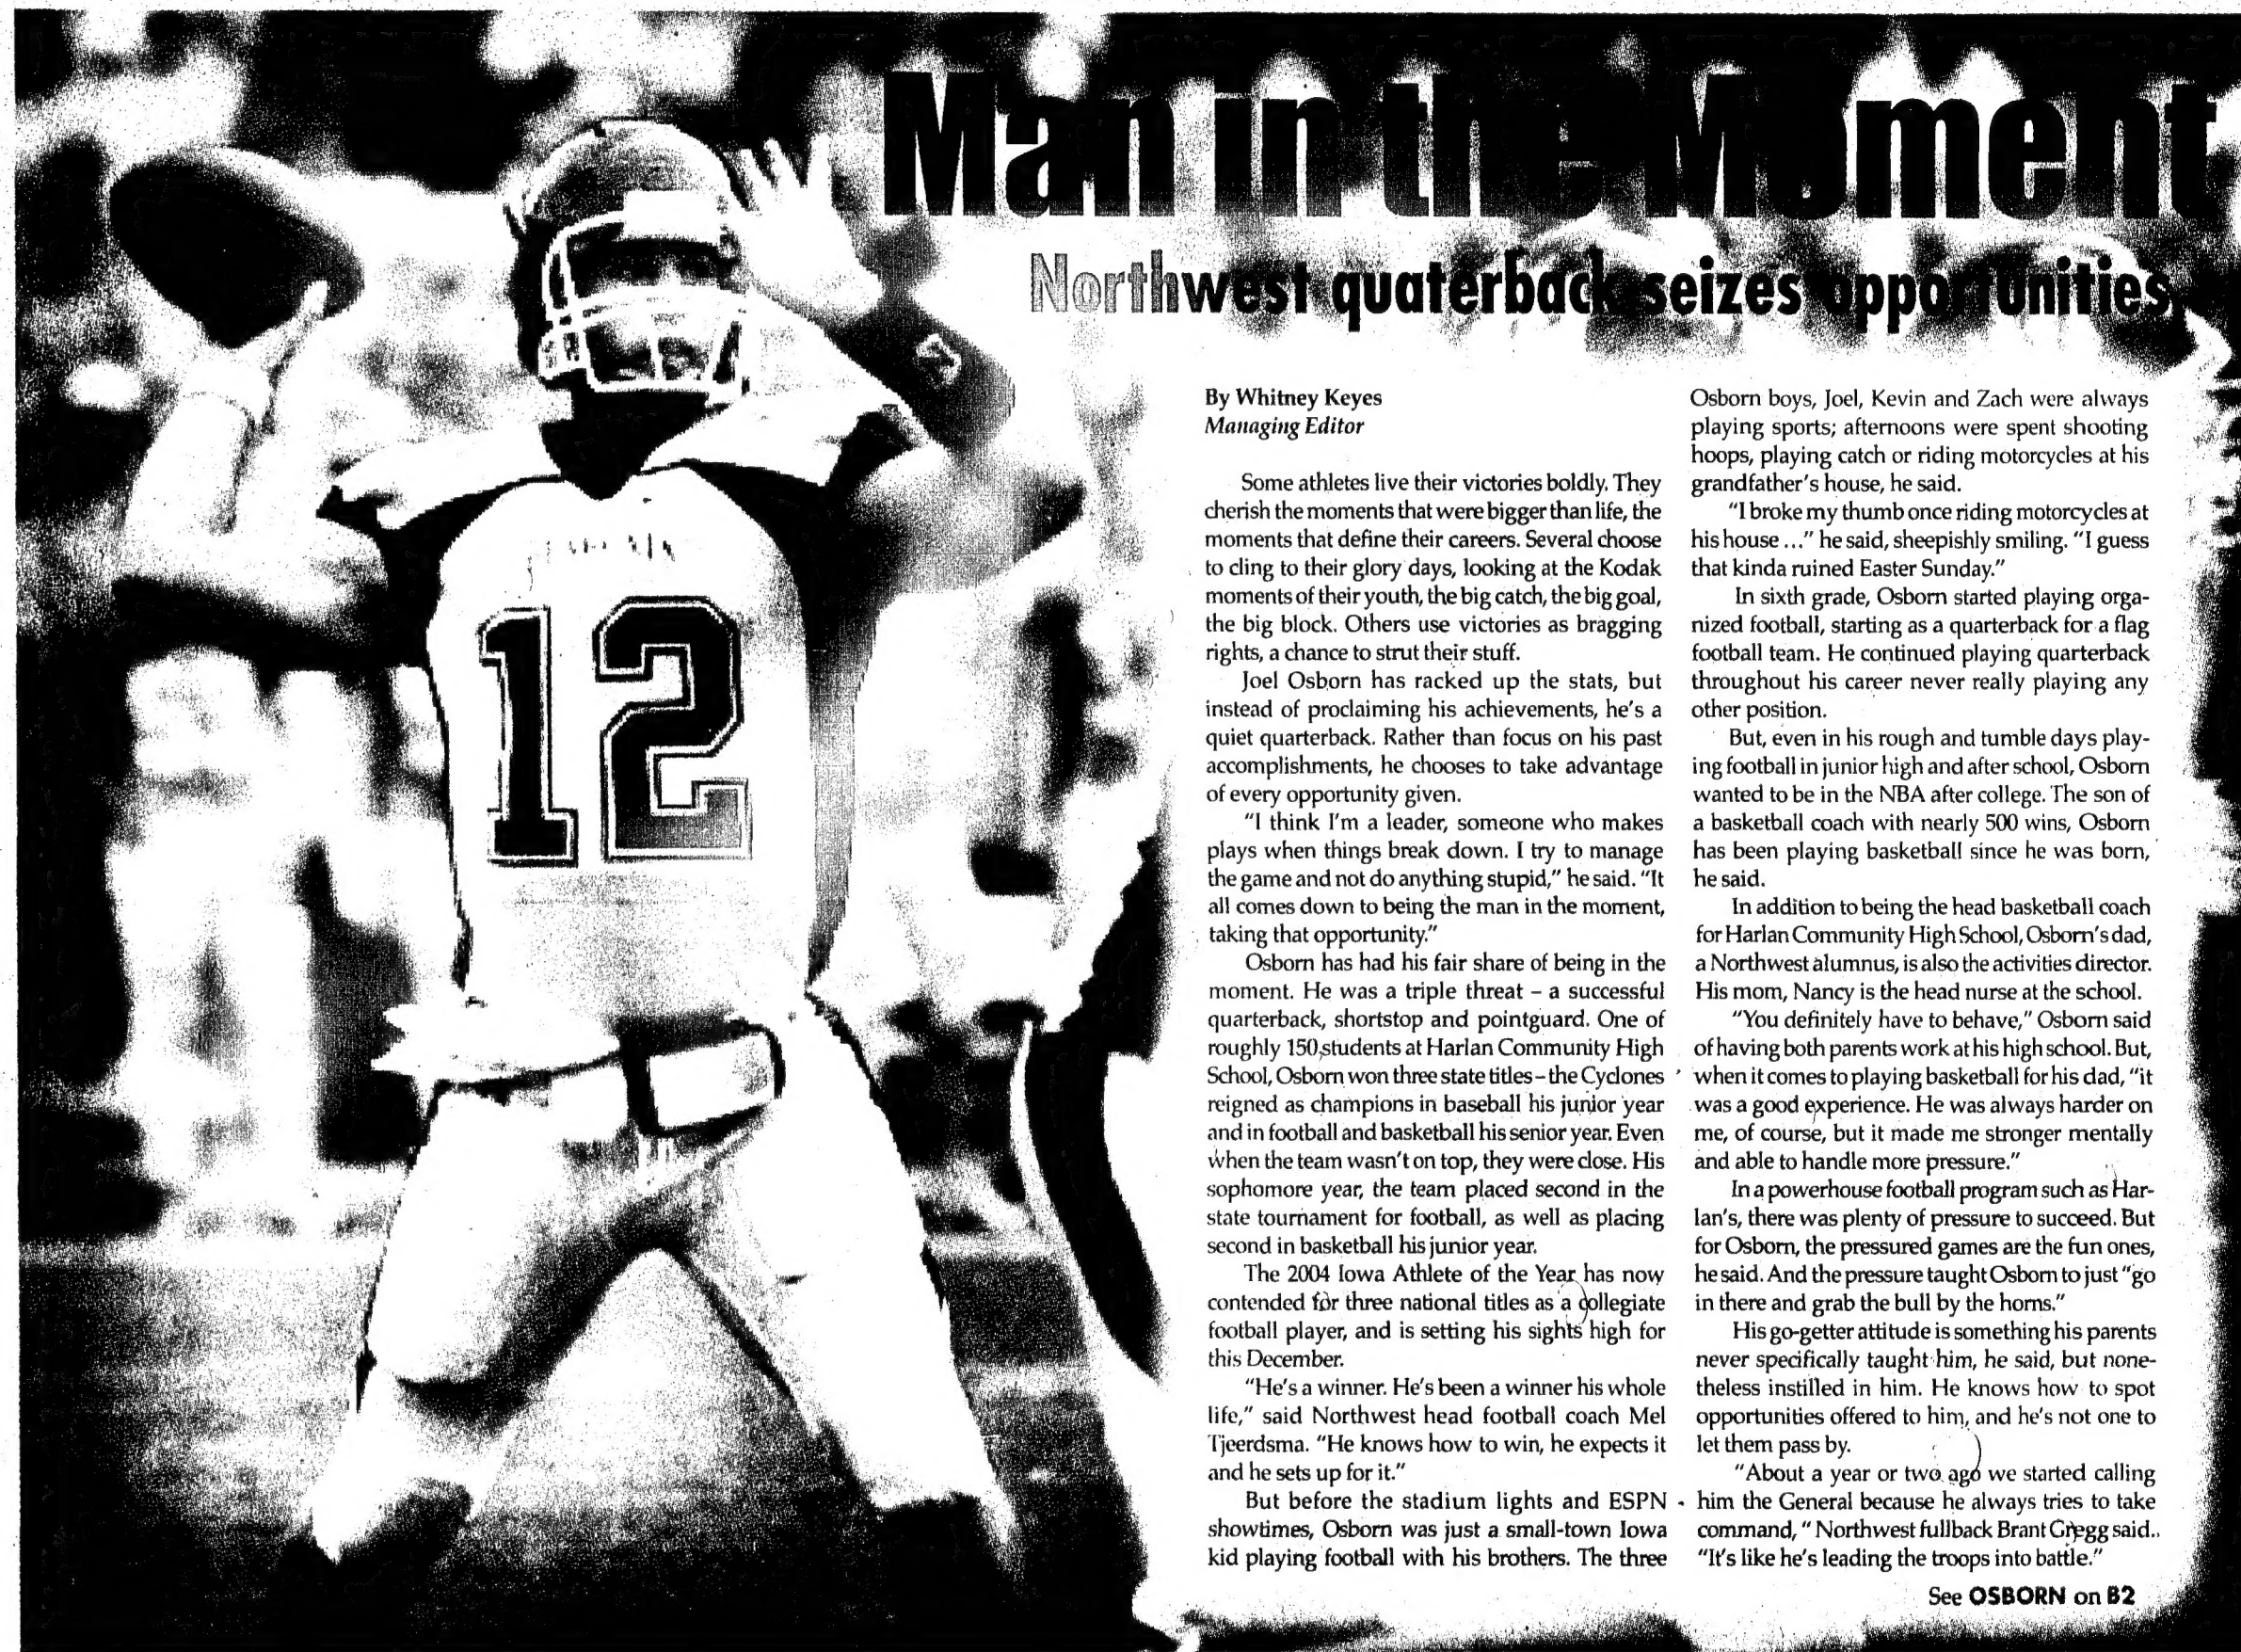 Man in the Moment
Northwest quaterback seizes opportunities
12
By Whitney Keyes
Managing Editor
Some athletes live their victories boldly. They
cherish the moments that were bigger than life, the
moments that define their careers. Several choose
to cling to their glory days, looking at the Kodak
moments of their youth, the big catch, the big goal,
the big block. Others use victories as bragging
rights, a chance to strut their stuff.
Joel Osborn has racked up the stats, but
instead of proclaiming his achievements, he's a
quiet quarterback. Rather than focus on his past
accomplishments, he chooses to take advantage
of every opportunity given.
"I think I'm a leader, someone who makes
plays when things break down. I try to manage
the game and not do anything stupid," he said. "It
all comes down to being the man in the moment,
taking that opportunity."
Osborn has had his fair share of being in the
moment. He was a triple threat – a successful
quarterback, shortstop and pointguard. One of
roughly 150 students at Harlan Community High
School, Osborn won three state titles – the Cyclones
reigned as champions in baseball his junior year
and in football and basketball his senior year. Even
when the team wasn't on top, they were close. His
sophomore year, the team placed second in the
state tournament for football, as well as placing
second in basketball his junior year.
The 2004 Iowa Athlete of the Year has now
contended for three national titles as a collegiate
football player, and is setting his sights high for
this December.
"He's a winner. He's been a winner his whole
life," said Northwest head football coach Mel
Tjeerdsma. "He knows how to win, he expects it
and he sets up for it."
But before the stadium lights and ESPN
showtimes, Osborn was just a small-town Iowa
kid playing football with his brothers. The three
Osborn boys, Joel, Kevin and Zach were always
playing sports; afternoons were spent shooting
hoops, playing catch or riding motorcycles at his
grandfather's house, he said.
"I broke my thumb once riding motorcycles at
his house ..." he said, sheepishly smiling. "I guess
that kinda ruined Easter Sunday."
In sixth grade, Osborn started playing orga-
nized football, starting as a quarterback for a flag
football team. He continued playing quarterback
throughout his career never really playing any
other position.
But, even in his rough and tumble days play-
ing football in junior high and after school, Osborn
wanted to be in the NBA after college. The son of
a basketball coach with nearly 500 wins, Osborn
has been playing basketball since he was born,
he said.
In addition to being the head basketball coach
for Harlan Community High School, Osborn's dad,
a Northwest alumnus, is also the activities director.
His mom, Nancy is the head nurse at the school.
"You definitely have to behave," Osborn said
of having both parents work at his high school. But,
when it comes to playing basketball for his dad, "it
was a good experience. He was always harder on
me, of course, but it made me stronger mentally
and able to handle more pressure."
In a powerhouse football program such as Har-
lan's, there was plenty of pressure to succeed. But
for Osborn, the pressured games are the fun ones,
he said. And the pressure taught Osborn to just "go
in there and grab the bull by the horns."
His go-getter attitude is something his parents
never specifically taught him, he said, but none-
theless instilled in him. He knows how to spot
opportunities offered to him, and he's not one to
let them pass by.
"About a year or two ago we started calling
him the General because he always tries to take
command, " Northwest fullback Brant Gregg said.
"It's like he's leading the troops into battle."
See OSBORN on B2